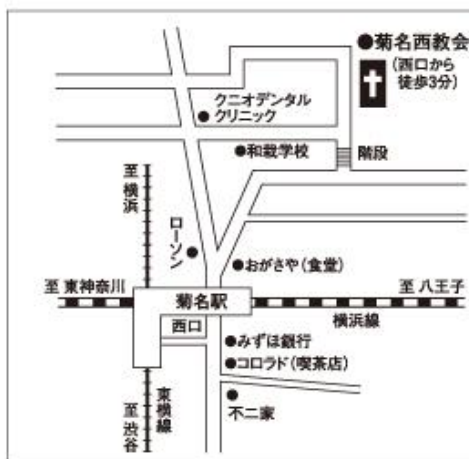 ●菊名西教会
(西口から
徒歩3分)
クニオデンタル
●クリニック
●和裁学校
階段
至横浜
ローソン
●おがさや(食堂)
至 東神奈川
菊名駅
至 八王子
横浜線
西口
●みずほ銀行
●コロラド(喫茶店)
不二家
東横線
至渋谷